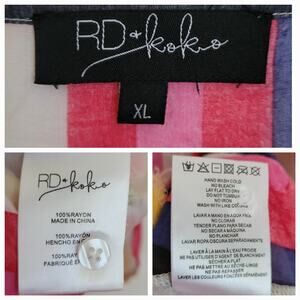 RD+koko
XL
RD+koko
100%RAYON
MADE IN CHINA
100%RAYON
HENCHO EN
100%RAYON
FABRIQUÉ EN
HAND WASH COLD
NO BLEACH
LAY FLAT TO DRY
DO NOT TUMBLE
NO IRON
WASH WITH LIKE COLORS
LAVAR A MANO EN AQUA FRIA
NO CLORAR
TENDER PLANO PARA SECAR
NO SECAR EN MAQUINA
NO PLANCHAR
LAVAR ROPA OSCURA SEPARADAMENTE
LAVER À LA MAIN À L'EAU FROIDE
NE PAS UTILISER D'AGENT DE BLANCHIMENT
SÉCHER À PLAT
NE PAS METTRE AU SÈCHE-LINGE
NE PAS REPASSER
LAVER LES COULEURS FONCÉES SÉPARÉMENT